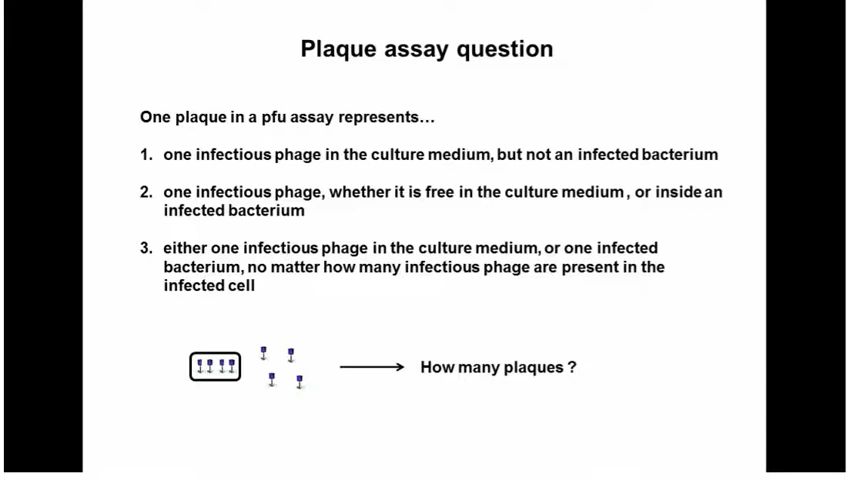 Plaque assay question
One plaque in a pfu assay represents...
1. one infectious phage in the culture medium, but not an infected bacterium
2. one infectious phage, whether it is free in the culture medium, or inside an
infected bacterium
3. either one infectious phage in the culture medium, or one infected
bacterium, no matter how many infectious phage are present in the
infected cell
How many plaques ?